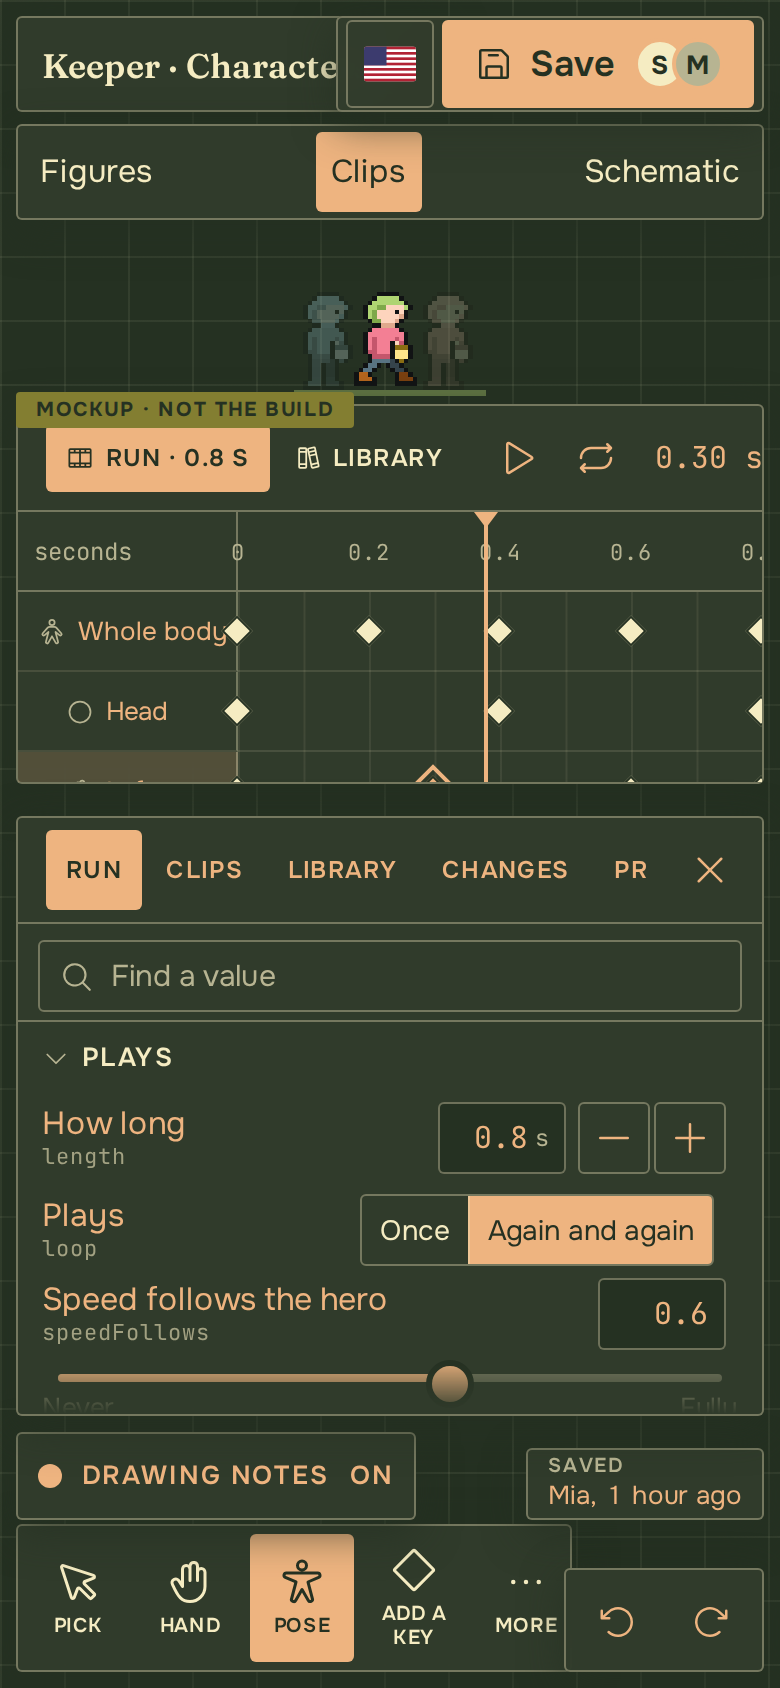 Keeper · Characte
Save S M
Figures Clips Schematic
MOCKUP · NOT THE BUILD
RUN · 0.8 S LIBRARY 0.30 s
seconds 0 0.2 0.4 0.6 0.
Whole body
Head
RUN CLIPS LIBRARY CHANGES PR
Find a value
PLAYS
How long 0.8 s
length
Plays Once Again and again
loop
Speed follows the hero 0.6
speedFollows
Never Fully
DRAWING NOTES ON
SAVED
Mia, 1 hour ago
PICK HAND POSE ADD A KEY MORE